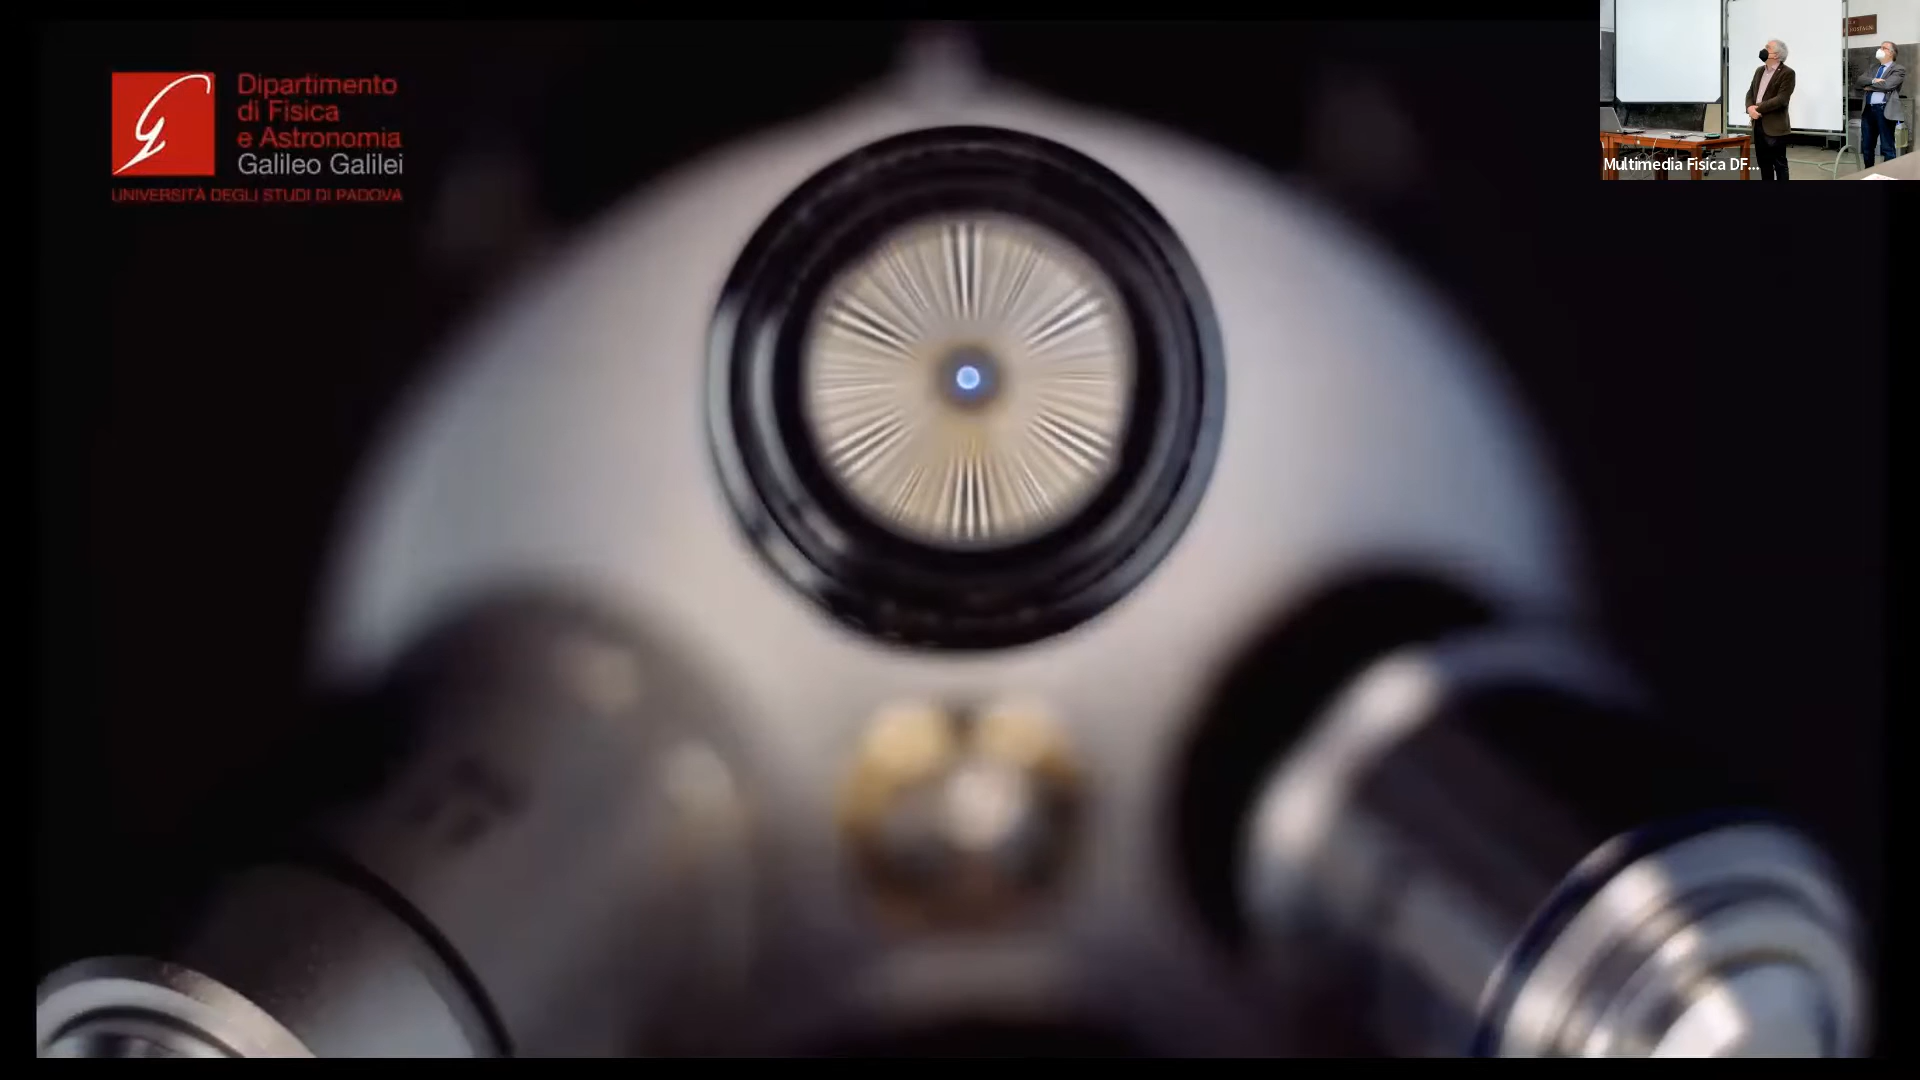 Dipartimento
di Fisica
e Astronomia
Galileo Galilei
UNIVERSITÀ DEGLI STUDI DI PADOVA
Multimedia Fisica DF...